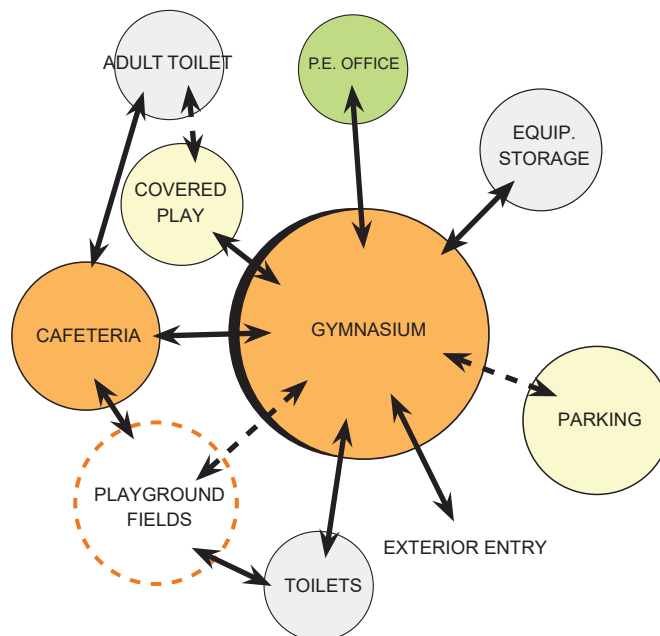 ADULT TOILET
P.E. OFFICE
EQUIP.
STORAGE
COVERED
PLAY
CAFETERIA
GYMNASIUM
PARKING
PLAYGROUND
FIELDS
EXTERIOR ENTRY
TOILETS